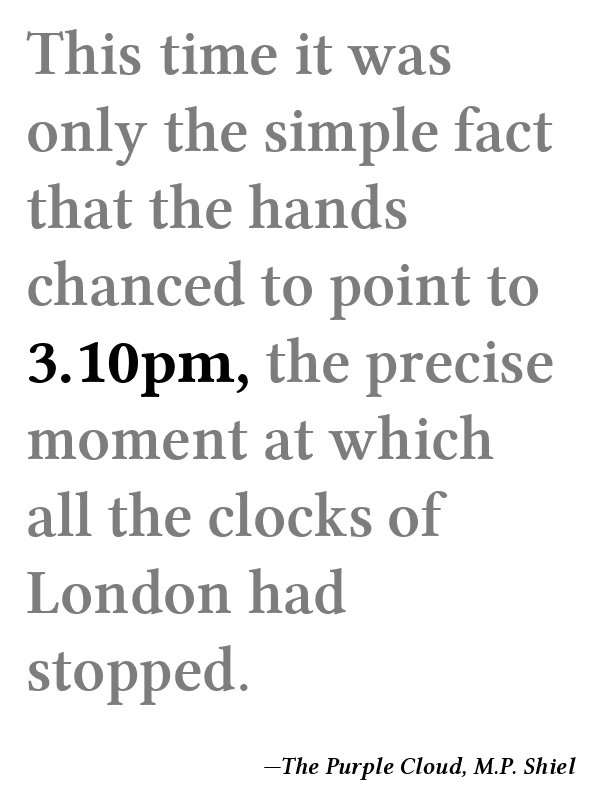 This time it was
only the simple fact
that the hands
chanced to point to
3.10pm, the precise
moment at which
all the clocks of
London had
stopped.
—The Purple Cloud, M.P. Shiel